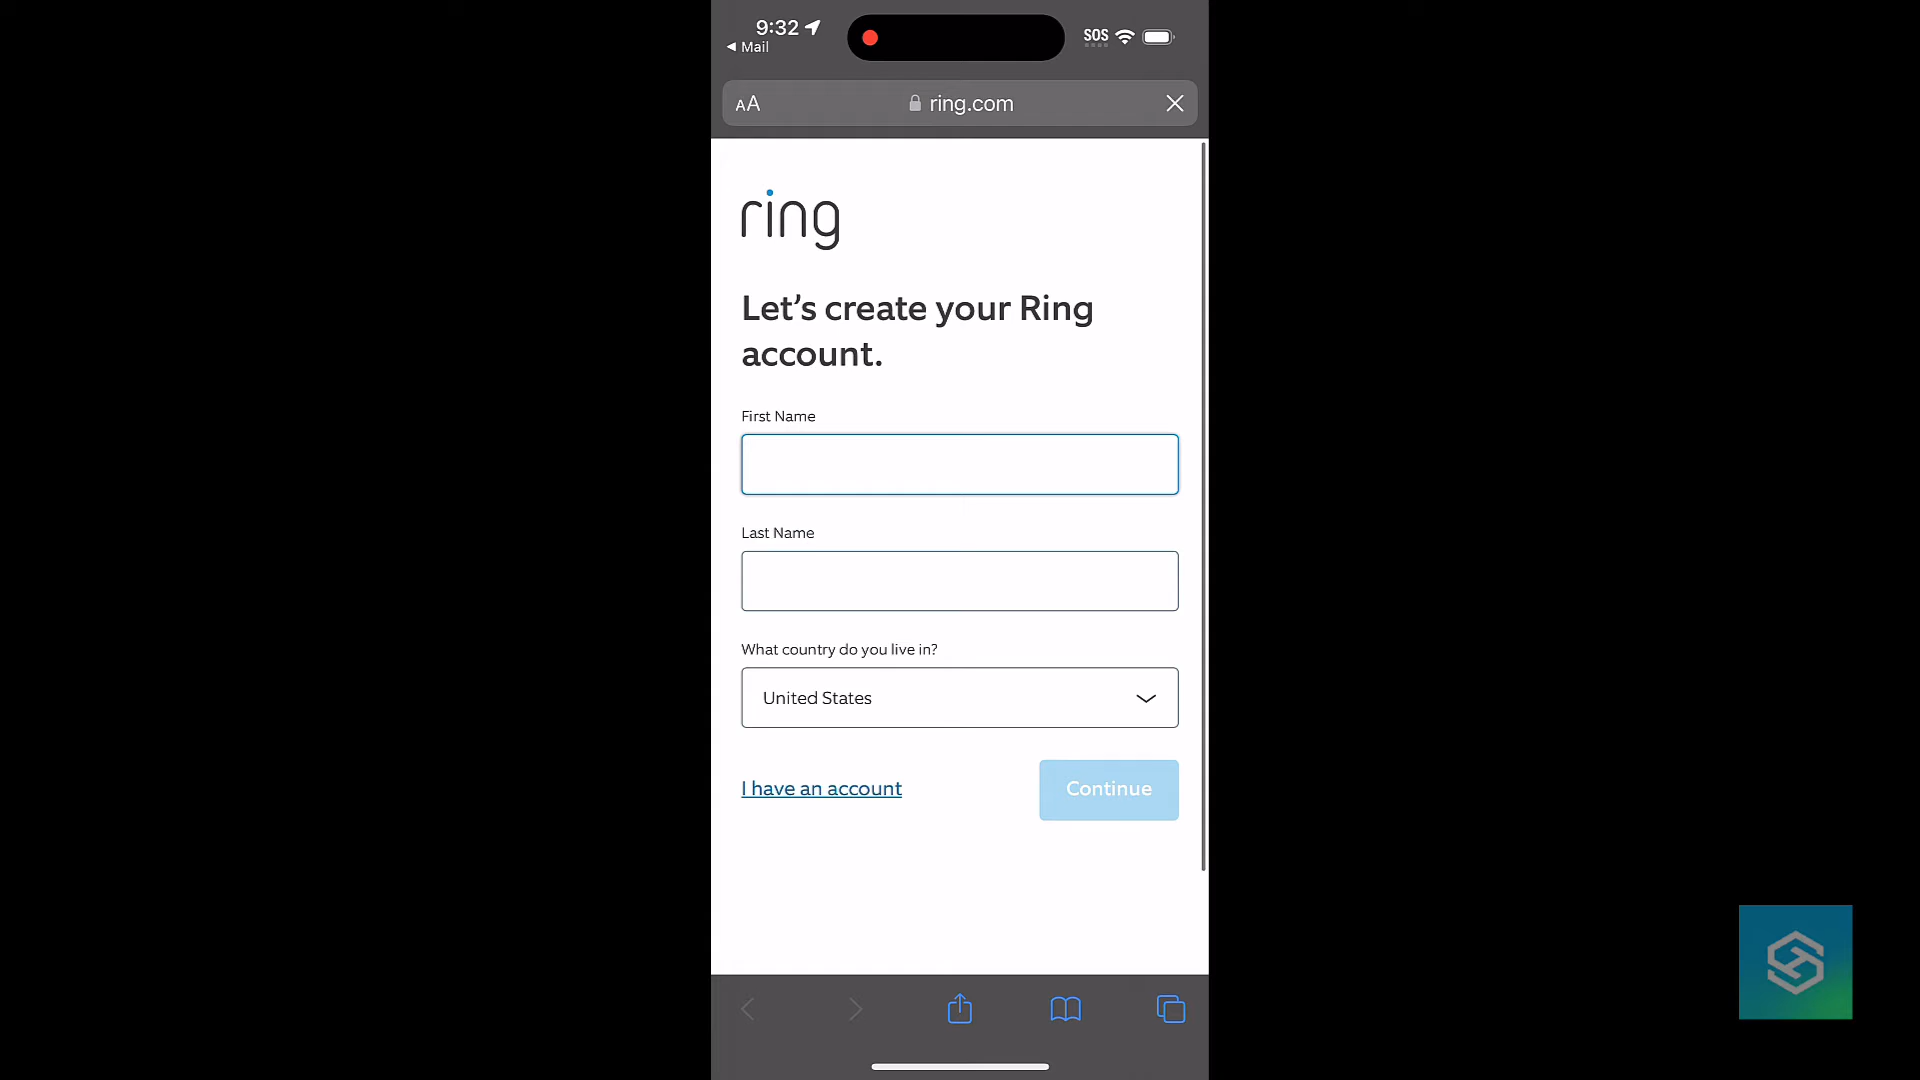 9:32
SOS
◀ Mail
AA
ring.com
ring
Let’s create your Ring
account.
First Name
Last Name
What country do you live in?
United States
I have an account
Continue